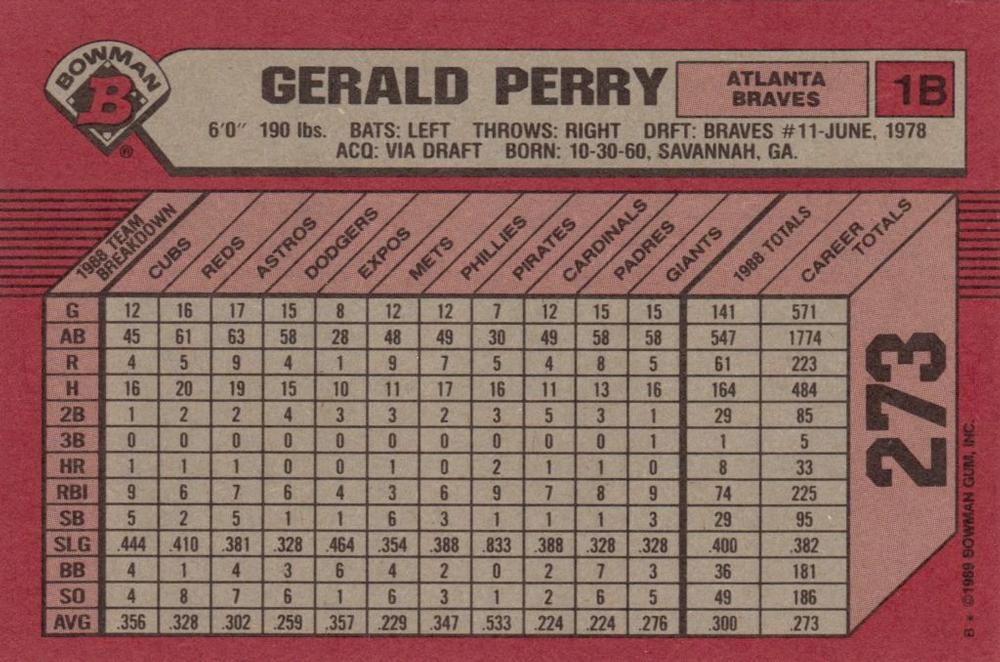 BOWMAN
B
®
GERALD PERRY
ATLANTA
BRAVES
1B
6'0" 190 lbs. BATS: LEFT THROWS: RIGHT DRFT: BRAVES #11-JUNE, 1978
ACQ: VIA DRAFT BORN: 10-30-60, SAVANNAH, GA.
1988 TEAM BREAKDOWN CUBS REDS ASTROS DODGERS EXPOS METS PHILLIES PIRATES CARDINALS PADRES GIANTS 1988 TOTALS CAREER TOTALS
G 12 16 17 15 8 12 12 7 12 15 15 141 571
AB 45 61 63 58 28 48 49 30 49 58 58 547 1774
R 4 5 9 4 1 9 7 5 4 8 5 61 223
H 16 20 19 15 10 11 17 16 11 13 16 164 484
2B 1 2 2 4 3 3 2 3 5 3 1 29 85
3B 0 0 0 0 0 0 0 0 0 0 1 1 5
HR 1 1 1 0 0 1 0 2 1 1 0 8 33
RBI 9 6 7 6 4 3 6 9 7 8 9 74 225
SB 5 2 5 1 1 6 3 1 1 1 3 29 95
SLG .444 .410 .381 .328 .464 .354 .388 .833 .388 .328 .328 .400 .382
BB 4 1 4 3 6 4 2 0 2 7 3 36 181
SO 4 8 7 6 1 6 3 1 2 6 5 49 186
AVG .356 .328 .302 .259 .357 .229 .347 .533 .224 .224 .276 .300 .273
273
B * ©1989 BOWMAN GUM, INC.